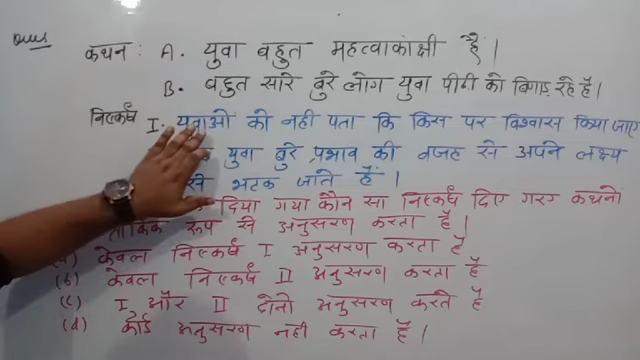 Ques
कथन : A. युवा बहुत महत्वाकांक्षी है।
B. बहुत सारे बुरे लोग युवा पीढी को बिगाड़ रहे है।
निष्कर्ष I. युवाओ को नही पता कि किस पर विश्वास किया जाए
युवा बुरे प्रभाव की वजह से अपने लक्ष्य
से भटक जाते हैं।
दिया गया कौन सा निष्कर्ष दिए गए कथनो
तार्किक रूप से अनुसरण करता है।
(a) केवल निष्कर्ष I अनुसरण करता है
(b) केवल निष्कर्ष II अनुसरण करता है
(c) I और II दोनो अनुसरण करते है
(d) कोई अनुसरण नही करता है।